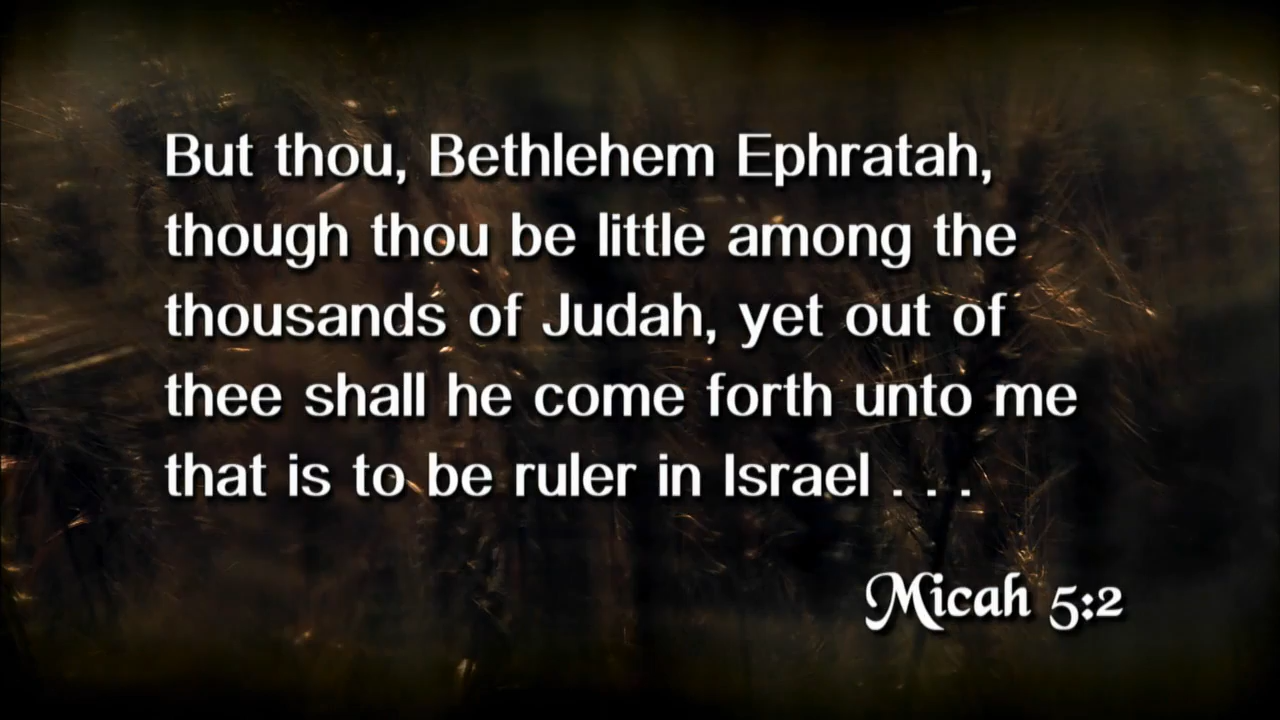 But thou, Bethlehem Ephratah,
though thou be little among the
thousands of Judah, yet out of
thee shall he come forth unto me
that is to be ruler in Israel . . .
Micah 5:2